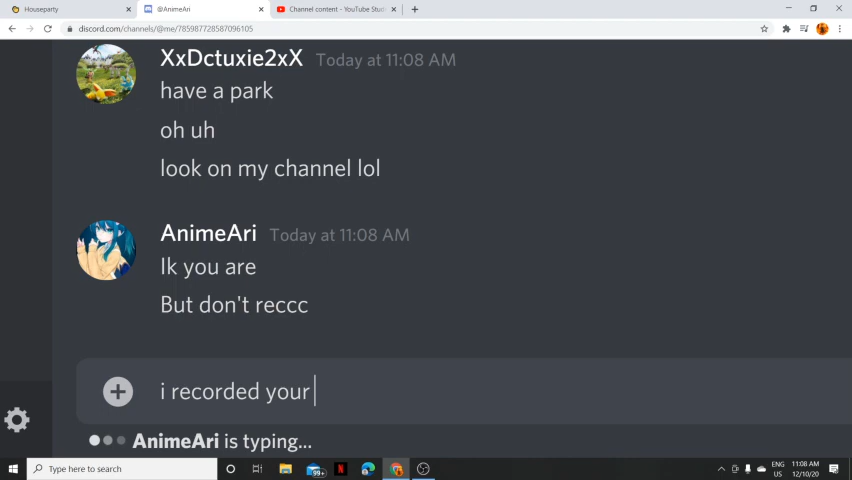 Houseparty
@AnimeAri
Channel content - YouTube Stud
discord.com/channels/@me/785987728587096105
XxDctuxie2xX Today at 11:08 AM
have a park
oh uh
look on my channel lol
AnimeAri Today at 11:08 AM
Ik you are
But don't reccc
i recorded your
AnimeAri is typing...
Type here to search
99+
ENG
US
11:08 AM
12/10/20